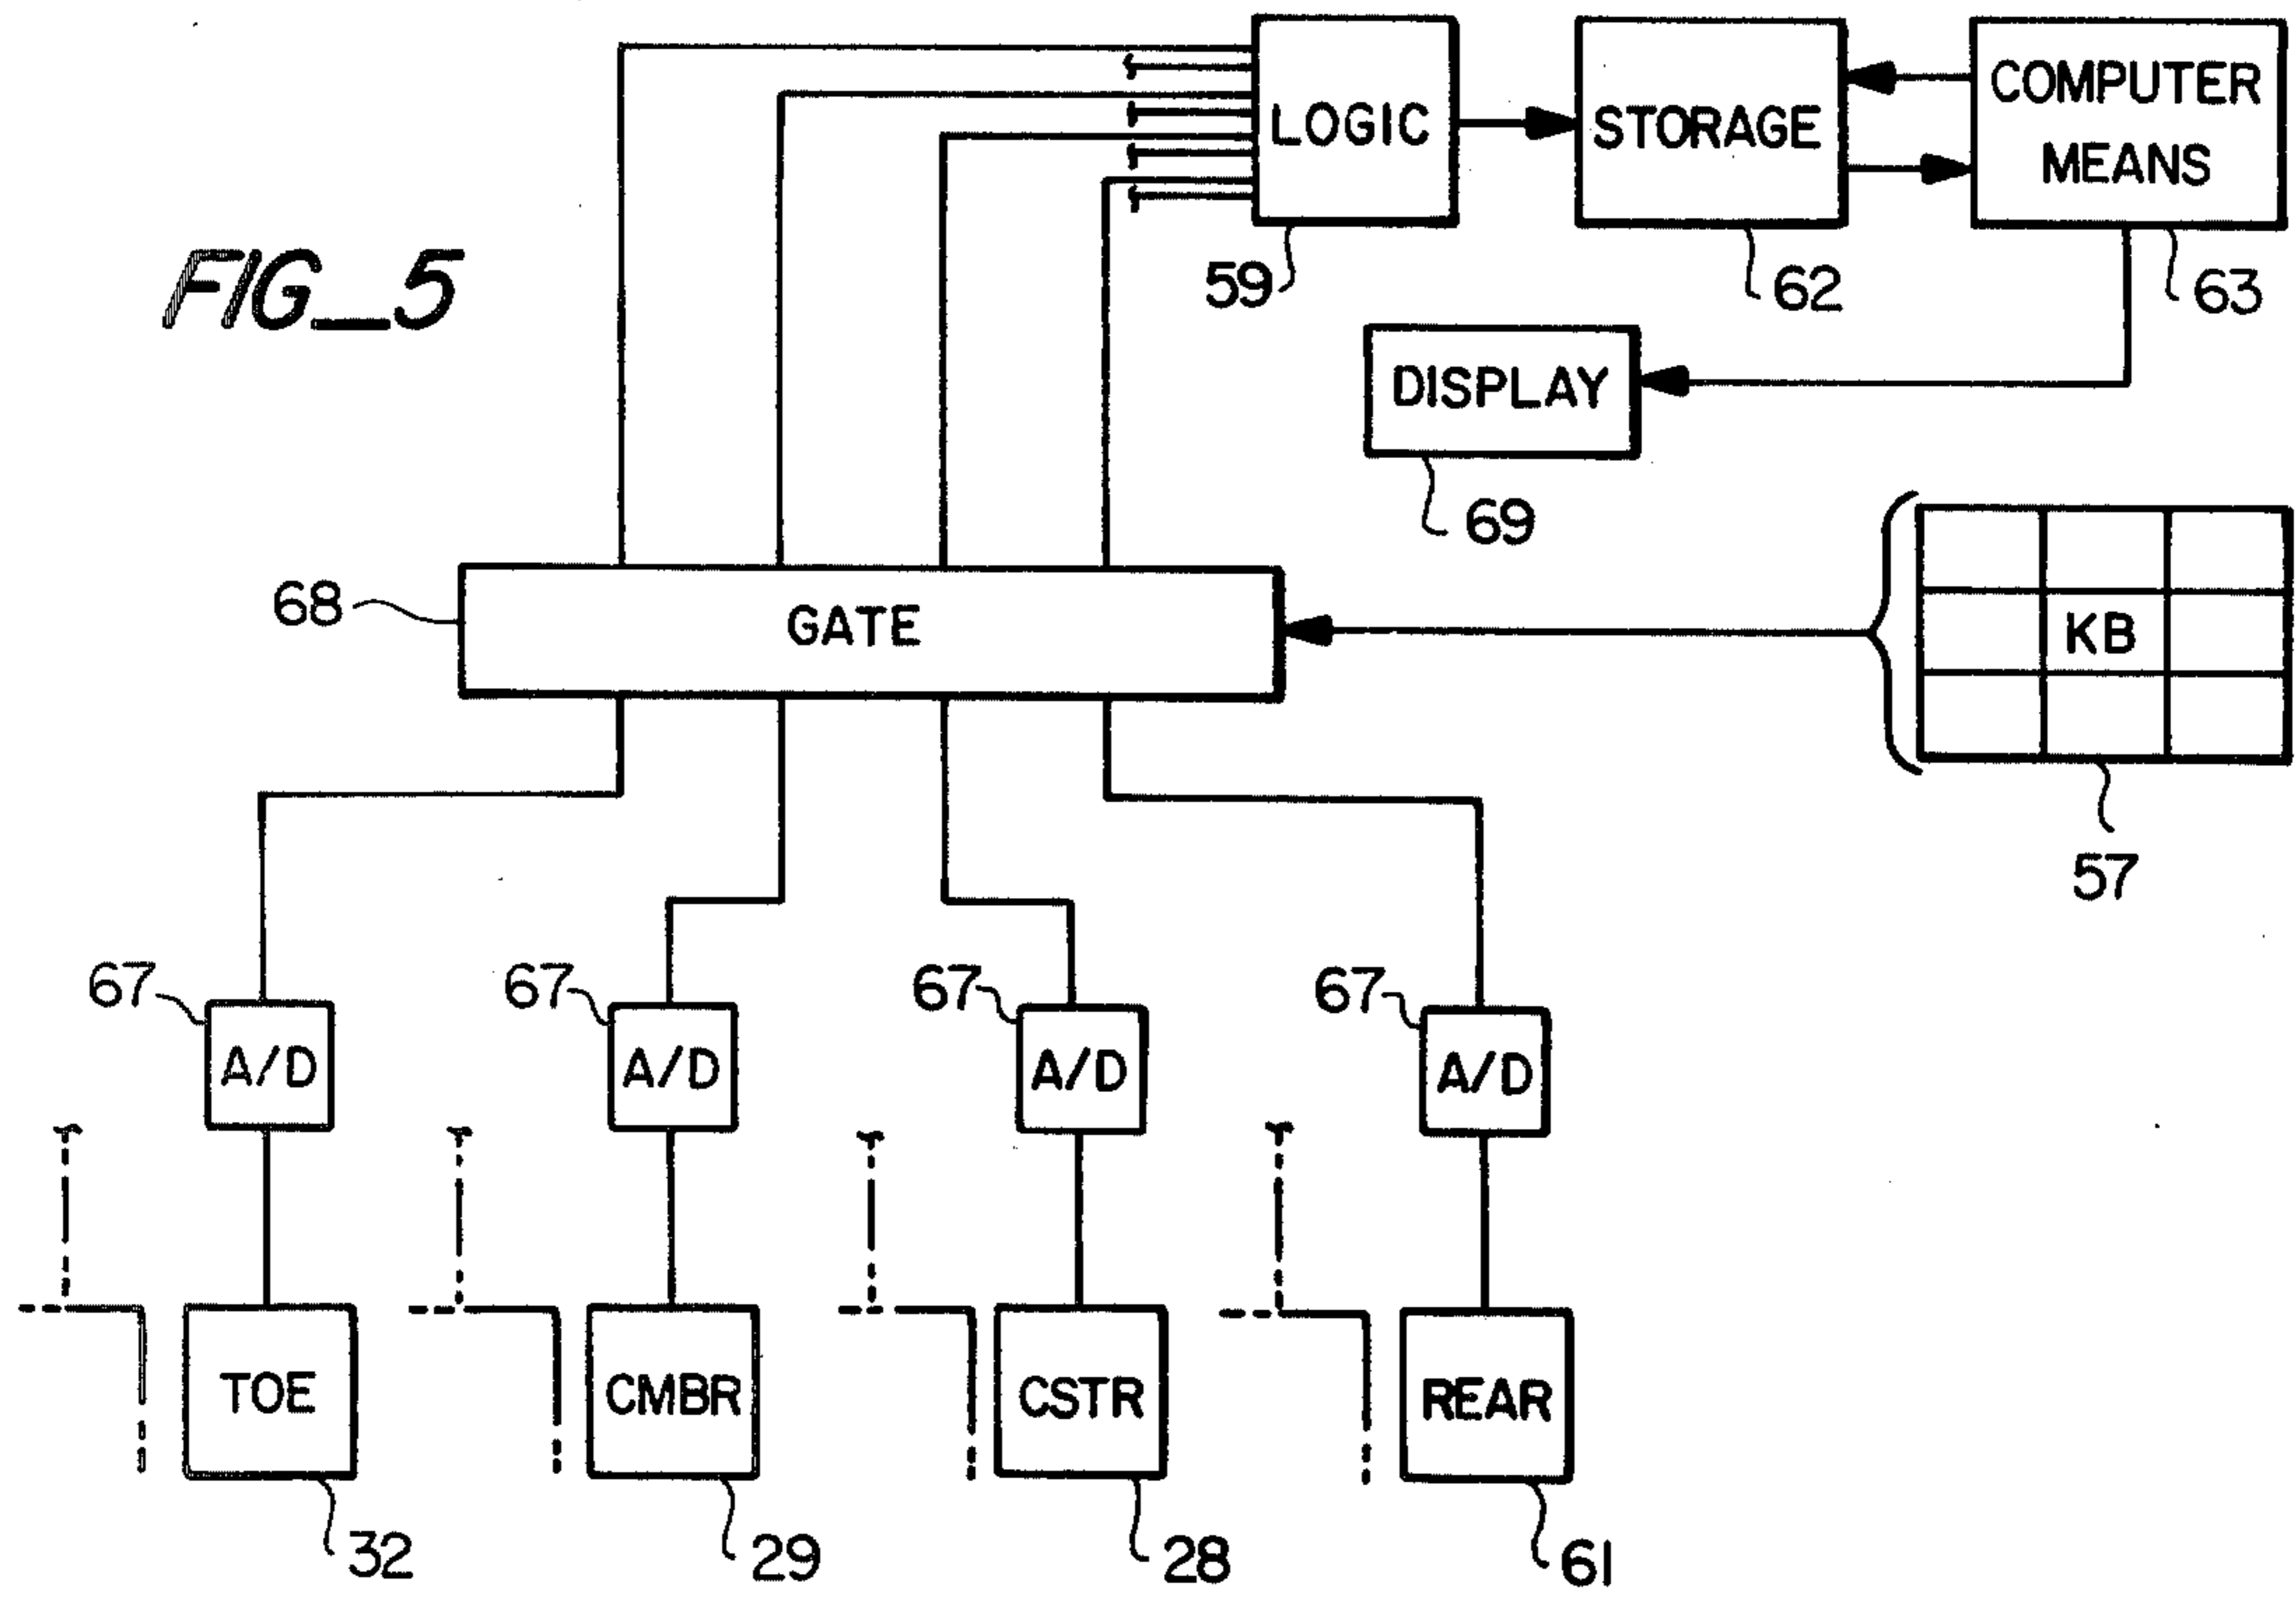 FIG_5
LOGIC
STORAGE
COMPUTER
MEANS
59
62
63
DISPLAY
69
68
GATE
KB
57
67
67
67
67
A/D
A/D
A/D
A/D
TOE
CMBR
CSTR
REAR
32
29
28
61